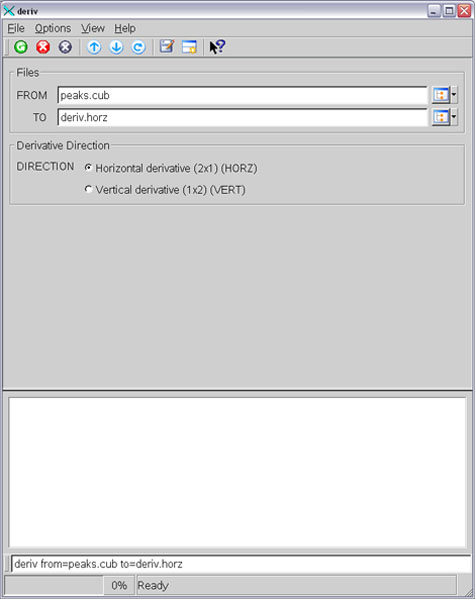 deriv
File Options View Help
Files
FROM peaks.cub
TO deriv.horz
Derivative Direction
DIRECTION Horizontal derivative (2x1) (HORZ)
Vertical derivative (1x2) (VERT)
deriv from=peaks.cub to=deriv.horz
0% Ready